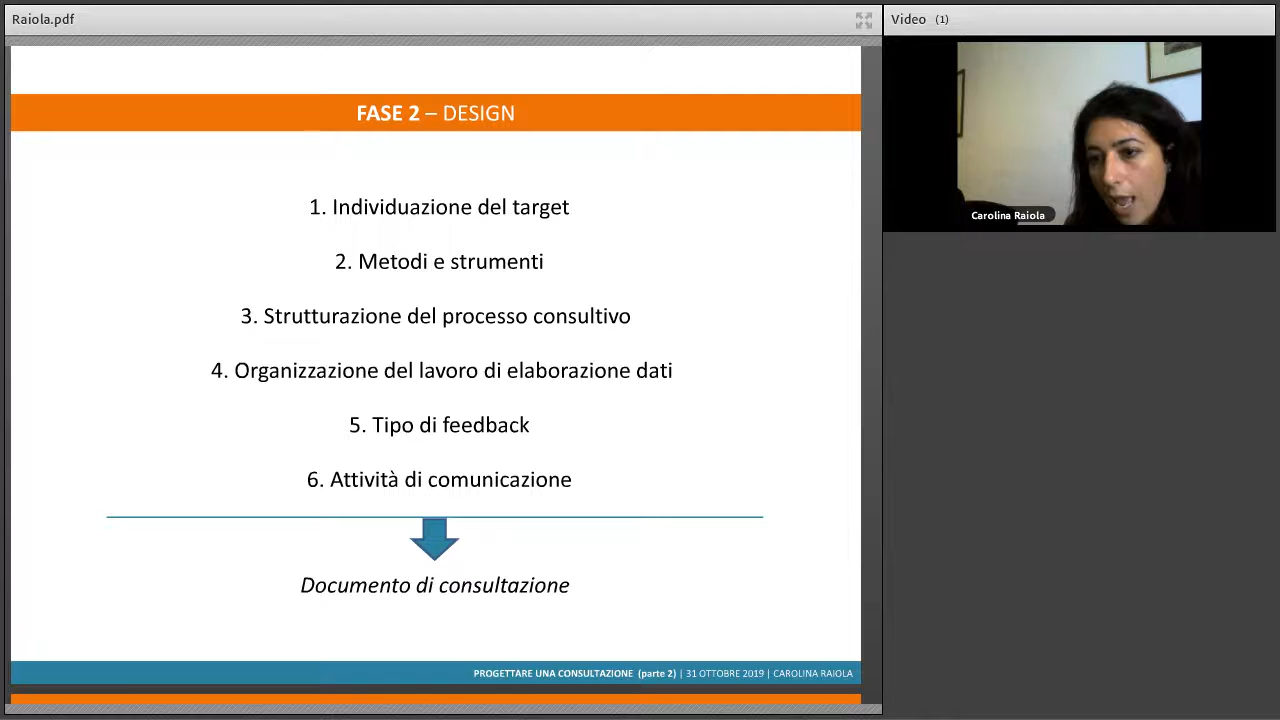 Raiola.pdf
Video (1)
FASE 2 – DESIGN
1. Individuazione del target
2. Metodi e strumenti
3. Strutturazione del processo consultivo
4. Organizzazione del lavoro di elaborazione dati
5. Tipo di feedback
6. Attività di comunicazione
Documento di consultazione
PROGETTARE UNA CONSULTAZIONE (parte 2) | 31 OTTOBRE 2019 | CAROLINA RAIOLA
Carolina Raiola